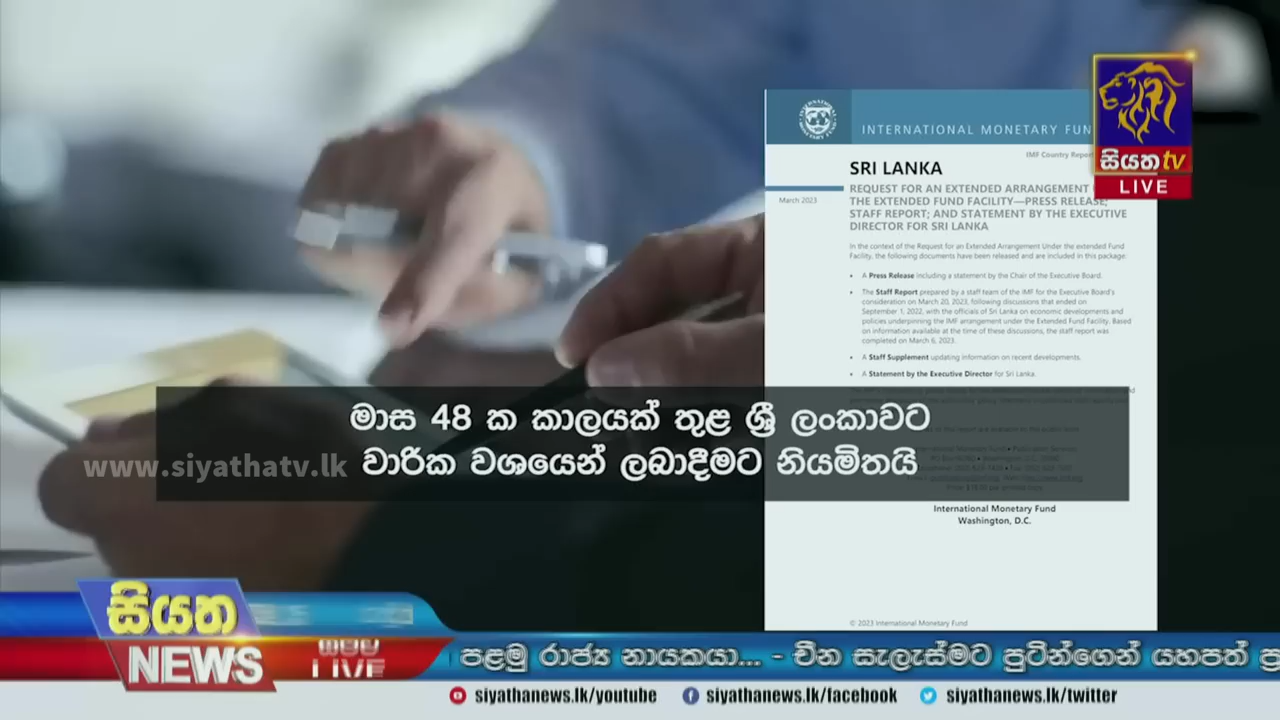 INTERNATIONAL MONETARY FUN
IMF Country Repor
SRI LANKA
REQUEST FOR AN EXTENDED ARRANGEMENT
THE EXTENDED FUND FACILITY—PRESS RELEASE;
STAFF REPORT; AND STATEMENT BY THE EXECUTIVE
DIRECTOR FOR SRI LANKA
March 2023
In the context of the Request for an Extended Arrangement Under the extended Fund
Facility, the following documents have been released and are included in this package:
• A Press Release including a statement by the Chair of the Executive Board.
• The Staff Report prepared by a staff team of the IMF for the Executive Board's
consideration on March 20, 2023, following discussions that ended on
September 1, 2022, with the officials of Sri Lanka on economic developments and
policies underpinning the IMF arrangement under the Extended Fund Facility. Based
on information available at the time of these discussions, the staff report was
completed on March 6, 2023.
• A Staff Supplement updating information on recent developments.
• A Statement by the Executive Director for Sri Lanka.
International Monetary Fund
Washington, D.C.
© 2023 International Monetary Fund
සියත tv
LIVE
මාස 48 ක කාලයක් තුළ ශ්‍රී ලංකාවට
වාරික වශයෙන් ලබාදීමට නියමිතයි
www.siyathatv.lk
සියත
NEWS
LIVE
පළමු රාජ්‍ය නායකයා... - චීන සැලැස්මට පුටින්ගෙන් යහපත් ප්‍ර
siyathanews.lk/youtube
siyathanews.lk/facebook
siyathanews.lk/twitter